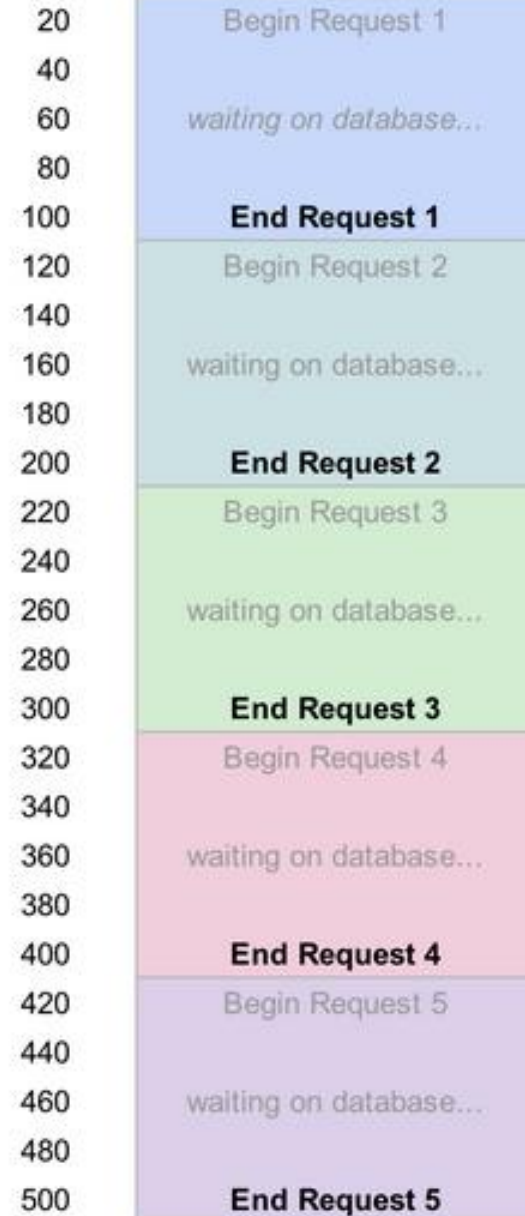 20 Begin Request 1
40
60 waiting on database...
80
100 End Request 1
120 Begin Request 2
140
160 waiting on database...
180
200 End Request 2
220 Begin Request 3
240
260 waiting on database...
280
300 End Request 3
320 Begin Request 4
340
360 waiting on database...
380
400 End Request 4
420 Begin Request 5
440
460 waiting on database...
480
500 End Request 5